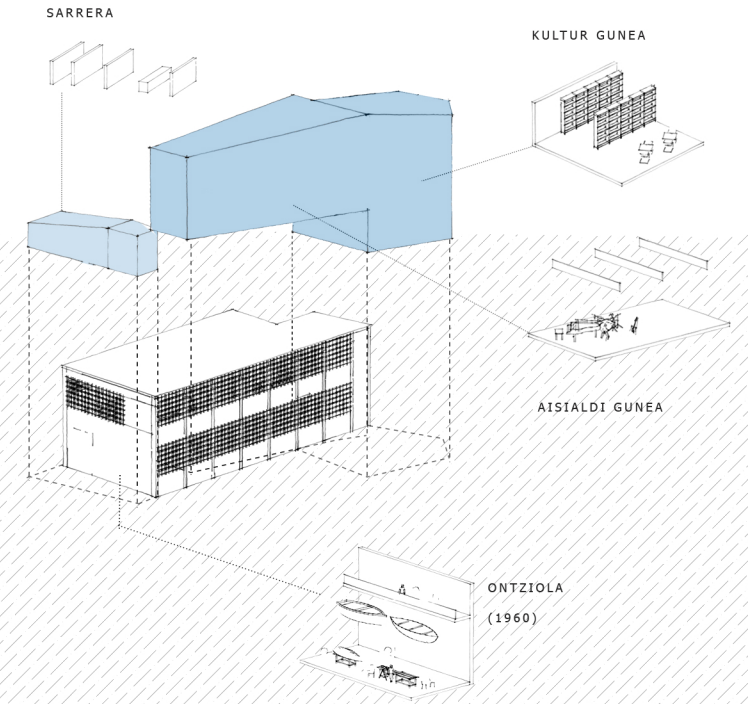 SARRERA
KULTUR GUNEA
AISIALDI GUNEA
ONTZIOLA
(1960)